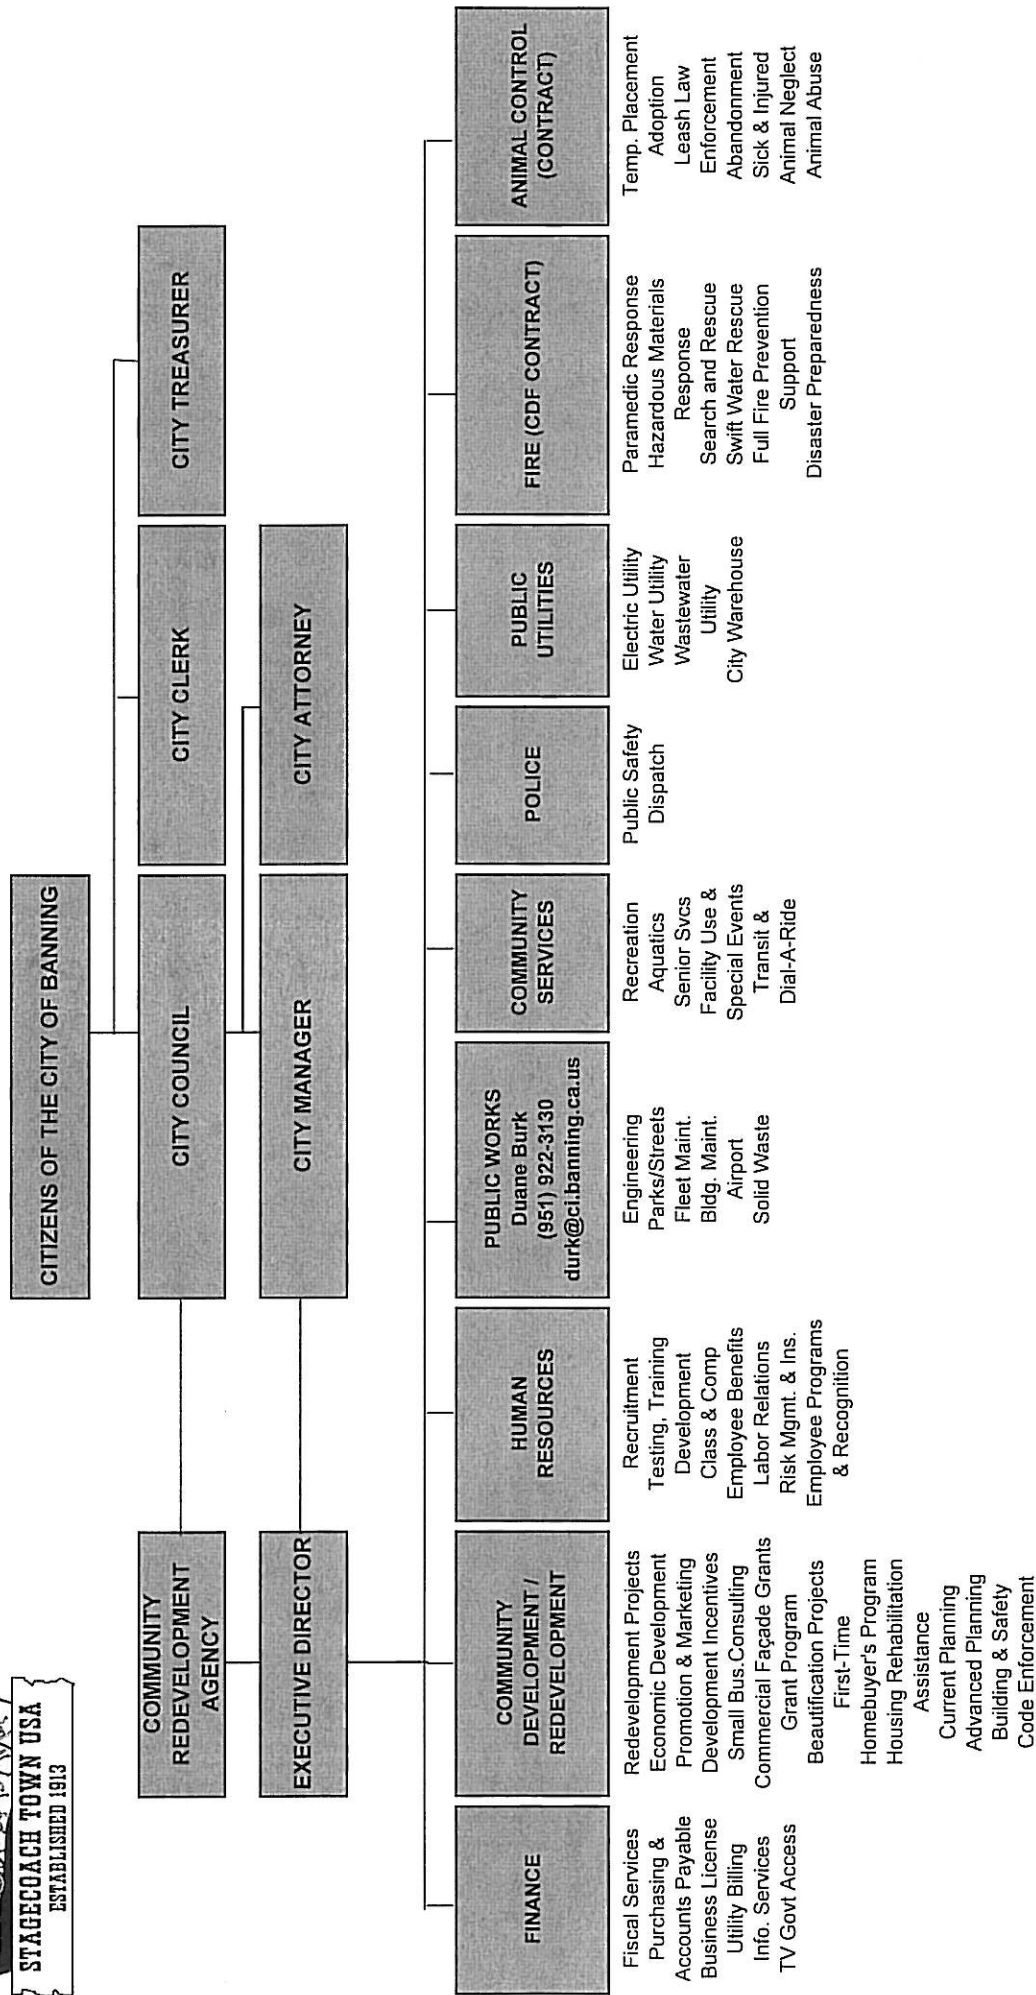 STAGECOACH TOWN USA
ESTABLISHED 1913
CITIZENS OF THE CITY OF BANNING
COMMUNITY
REDEVELOPMENT
AGENCY
CITY COUNCIL
CITY CLERK
CITY TREASURER
EXECUTIVE DIRECTOR
CITY MANAGER
CITY ATTORNEY
FINANCE
Fiscal Services
Purchasing &
Accounts Payable
Business License
Utility Billing
Info. Services
TV Govt Access
COMMUNITY
DEVELOPMENT /
REDEVELOPMENT
Redevelopment Projects
Economic Development
Promotion & Marketing
Development Incentives
Small Bus.Consulting
Commercial Façade Grants
Grant Program
Beautification Projects
First-Time
Homebuyer's Program
Housing Rehabilitation
Assistance
Current Planning
Advanced Planning
Building & Safety
Code Enforcement
HUMAN
RESOURCES
Recruitment
Testing, Training
Development
Class & Comp
Employee Benefits
Labor Relations
Risk Mgmt. & Ins.
Employee Programs
& Recognition
PUBLIC WORKS
Duane Burk
(951) 922-3130
durk@ci.banning.ca.us
Engineering
Parks/Streets
Fleet Maint.
Bldg. Maint.
Airport
Solid Waste
COMMUNITY
SERVICES
Recreation
Aquatics
Senior Svcs
Facility Use &
Special Events
Transit &
Dial-A-Ride
POLICE
Public Safety
Dispatch
PUBLIC
UTILITIES
Electric Utility
Water Utility
Wastewater
Utility
City Warehouse
FIRE (CDF CONTRACT)
Paramedic Response
Hazardous Materials
Response
Search and Rescue
Swift Water Rescue
Full Fire Prevention
Support
Disaster Preparedness
ANIMAL CONTROL
(CONTRACT)
Temp. Placement
Adoption
Leash Law
Enforcement
Abandonment
Sick & Injured
Animal Neglect
Animal Abuse